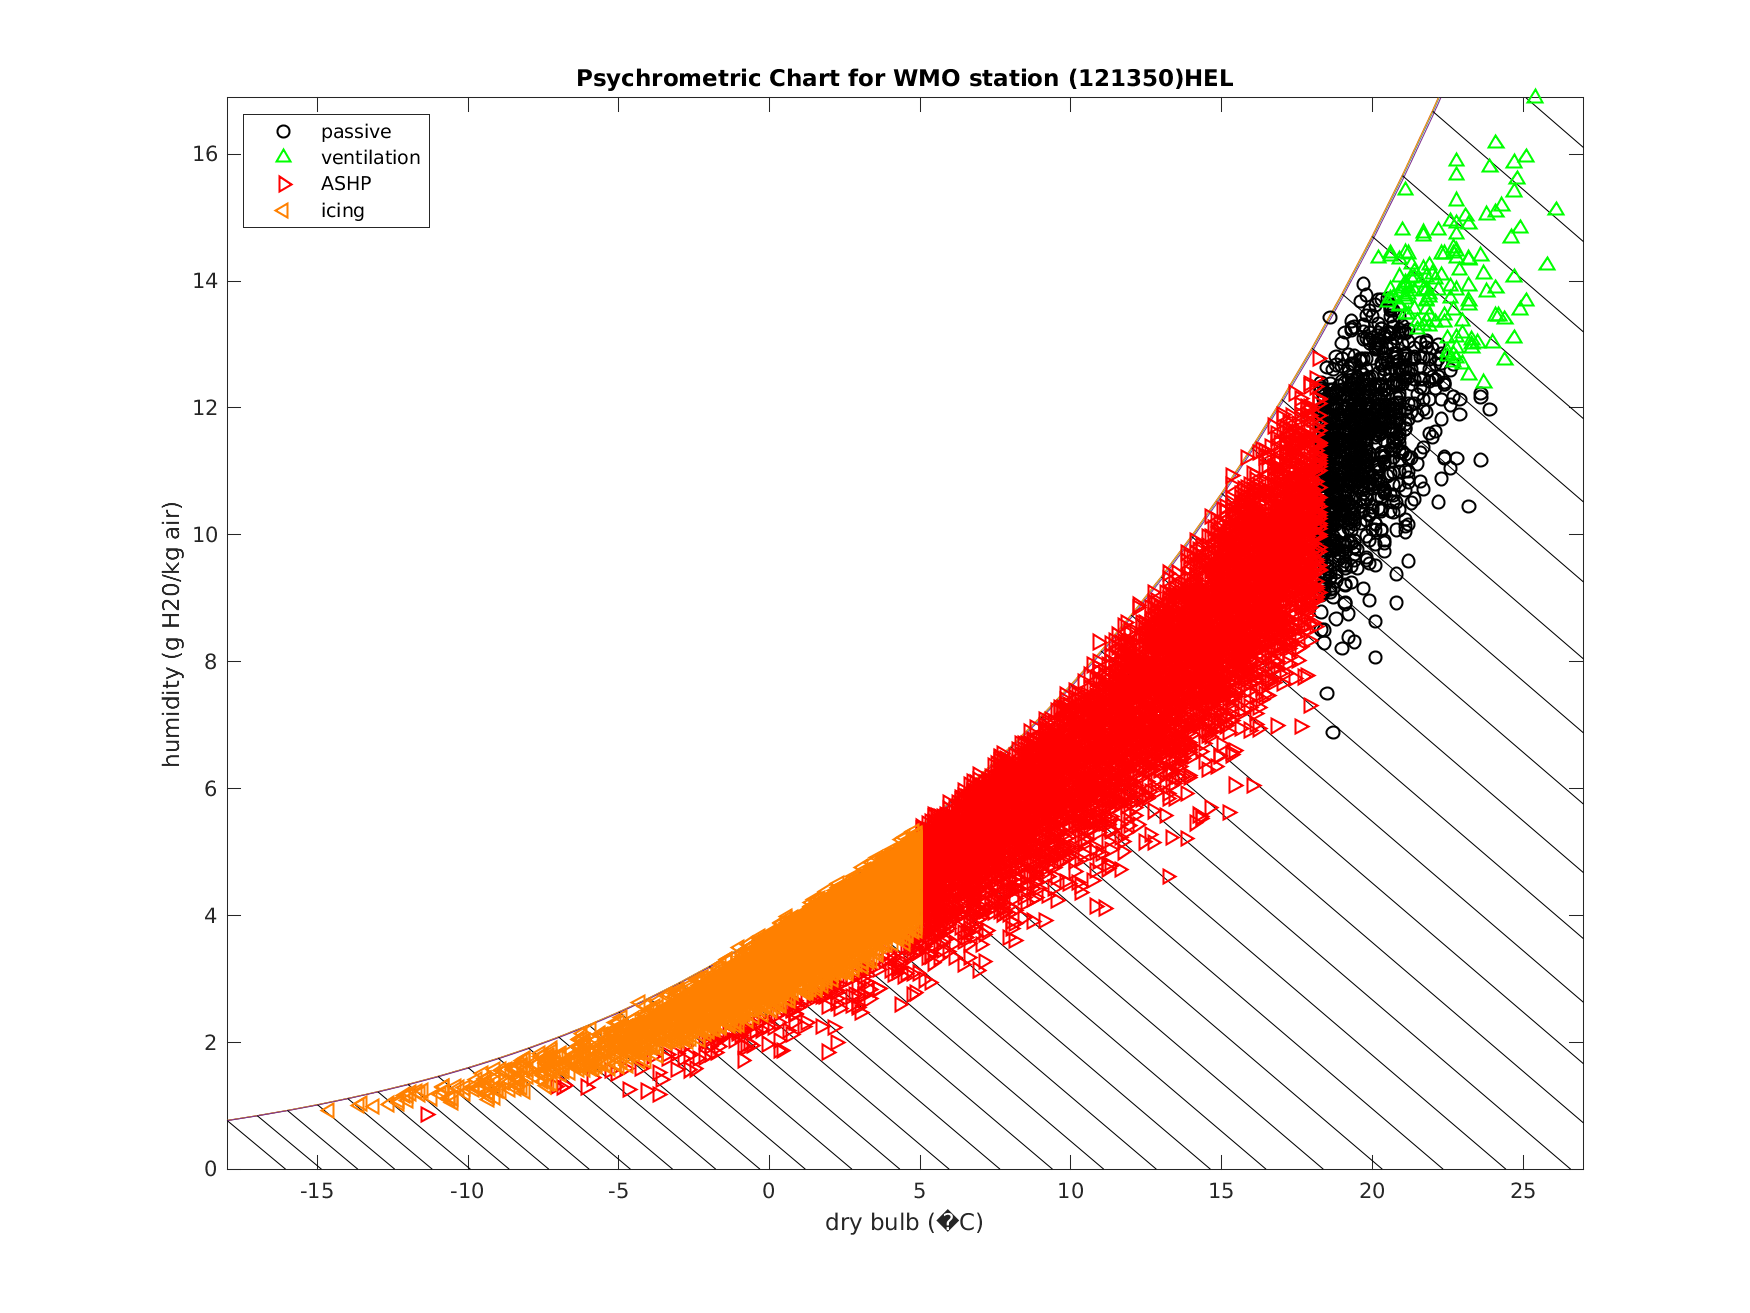 Psychrometric Chart for WMO station (121350)HEL
passive
ventilation
ASHP
icing
humidity (g H20/kg air)
16
14
12
10
8
6
4
2
0
-15 -10 -5 0 5 10 15 20 25
dry bulb (�C)